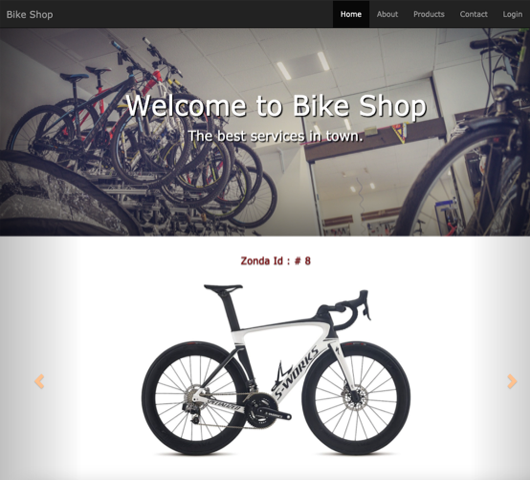 Bike Shop
Home About Products Contact Login
Welcome to Bike Shop
The best services in town.
Zonda Id : # 8
S-WORKS